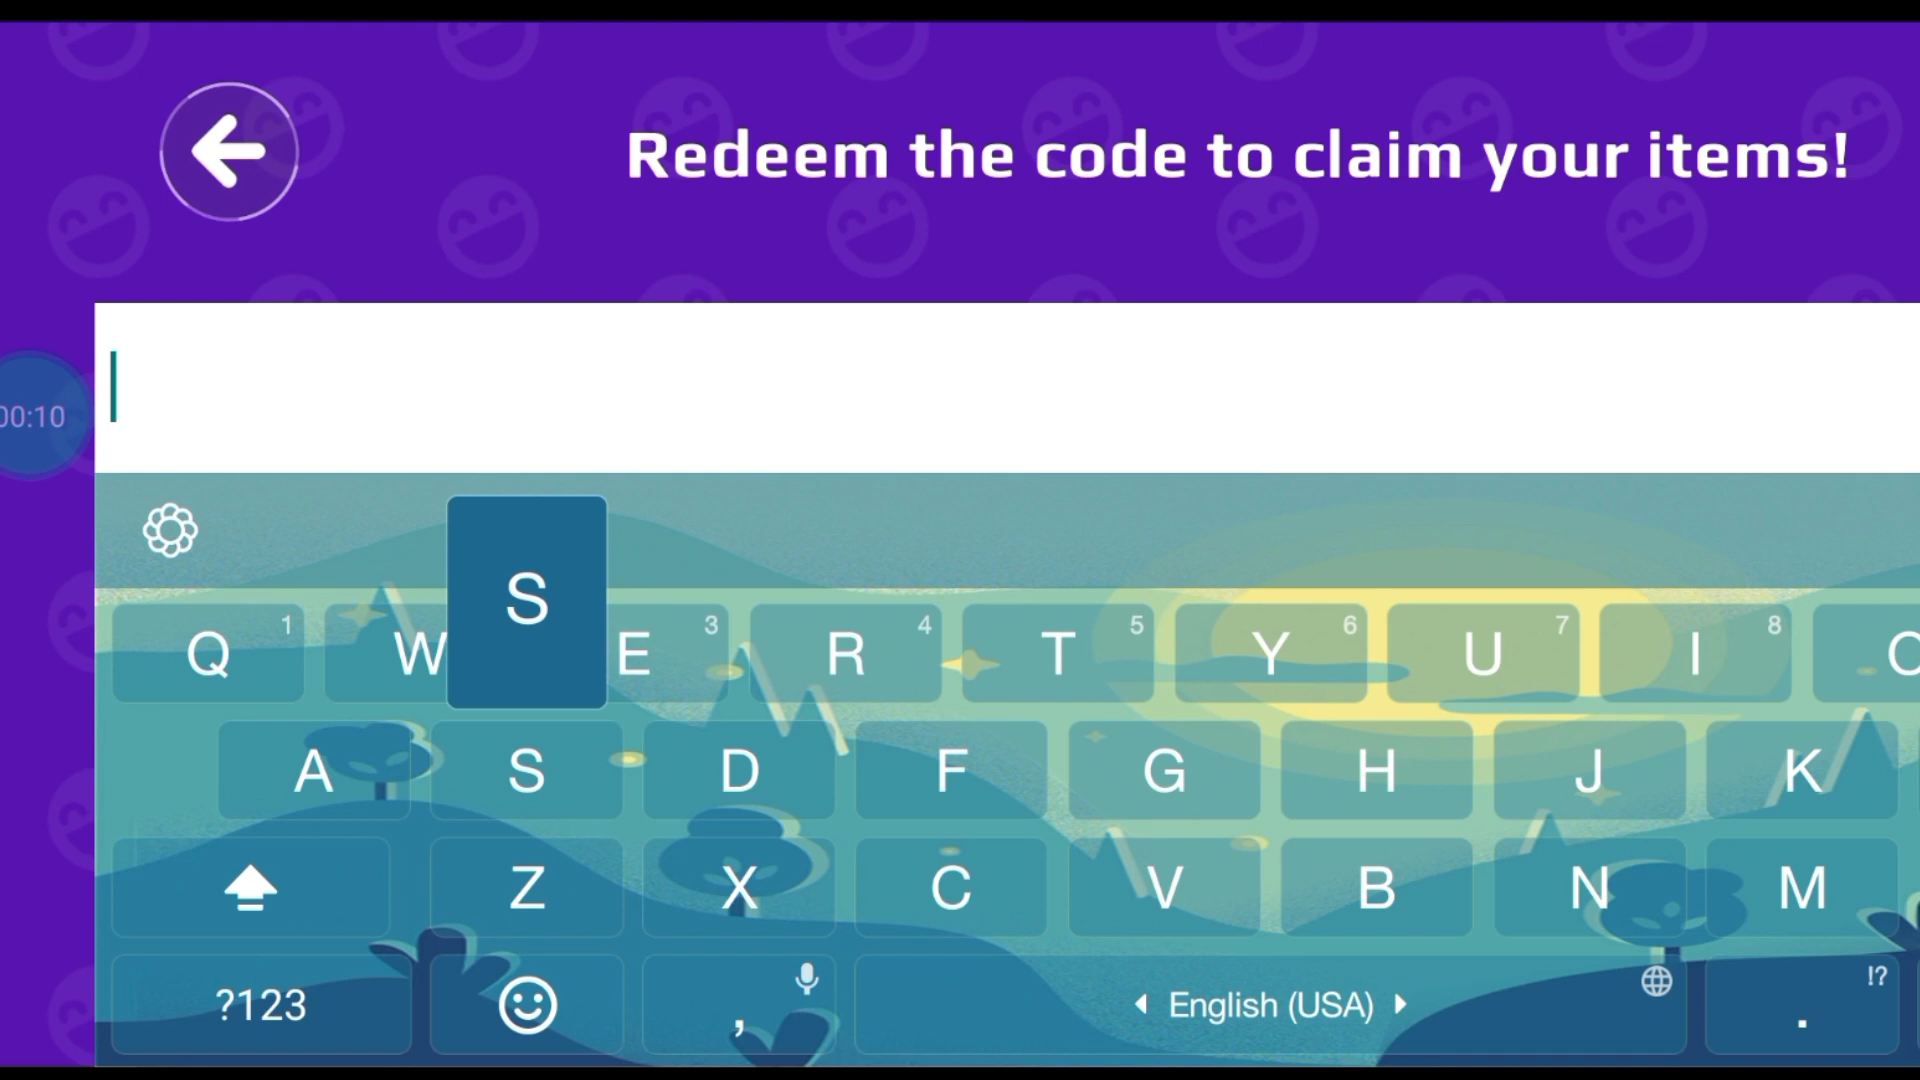 Redeem the code to claim your items!
00:10
S
Q 1 W E 3 R 4 T 5 Y 6 U 7 I 8
A S D F G H J K
Z X C V B N M
?123 , English (USA) !? .